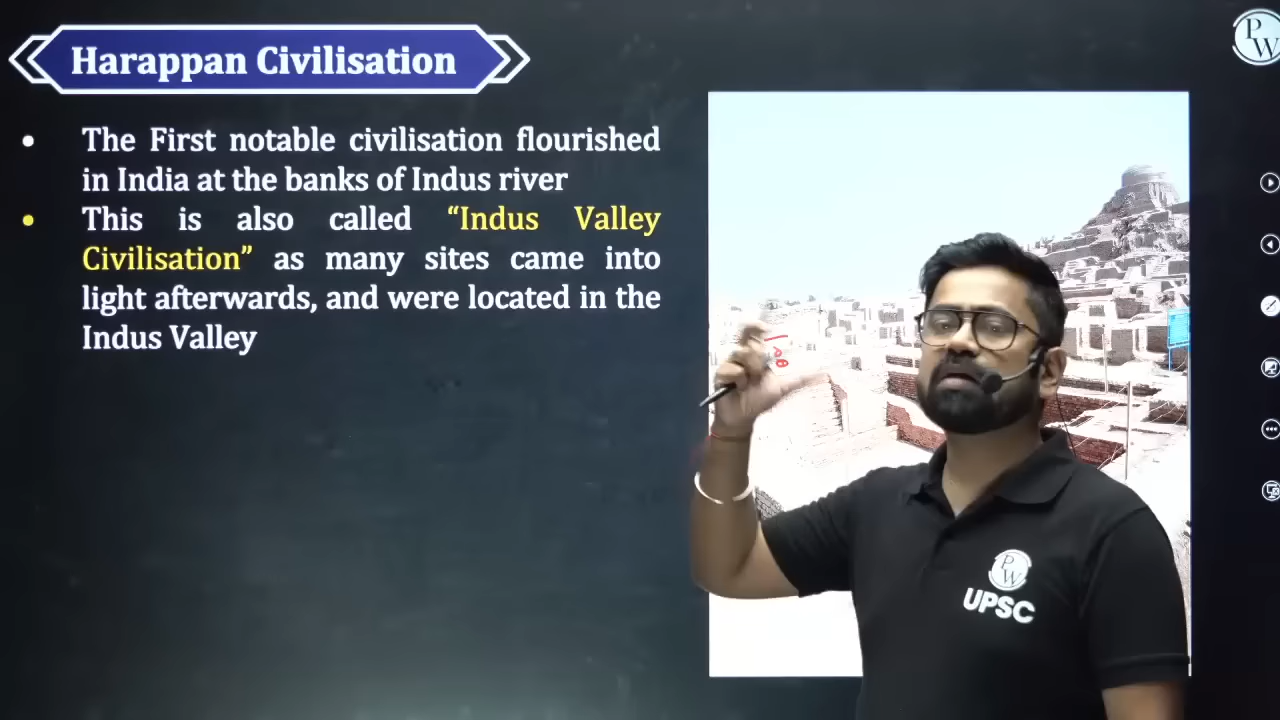 Harappan Civilisation
PW
• The First notable civilisation flourished
in India at the banks of Indus river
• This is also called “Indus Valley
Civilisation” as many sites came into
light afterwards, and were located in the
Indus Valley
PW
UPSC